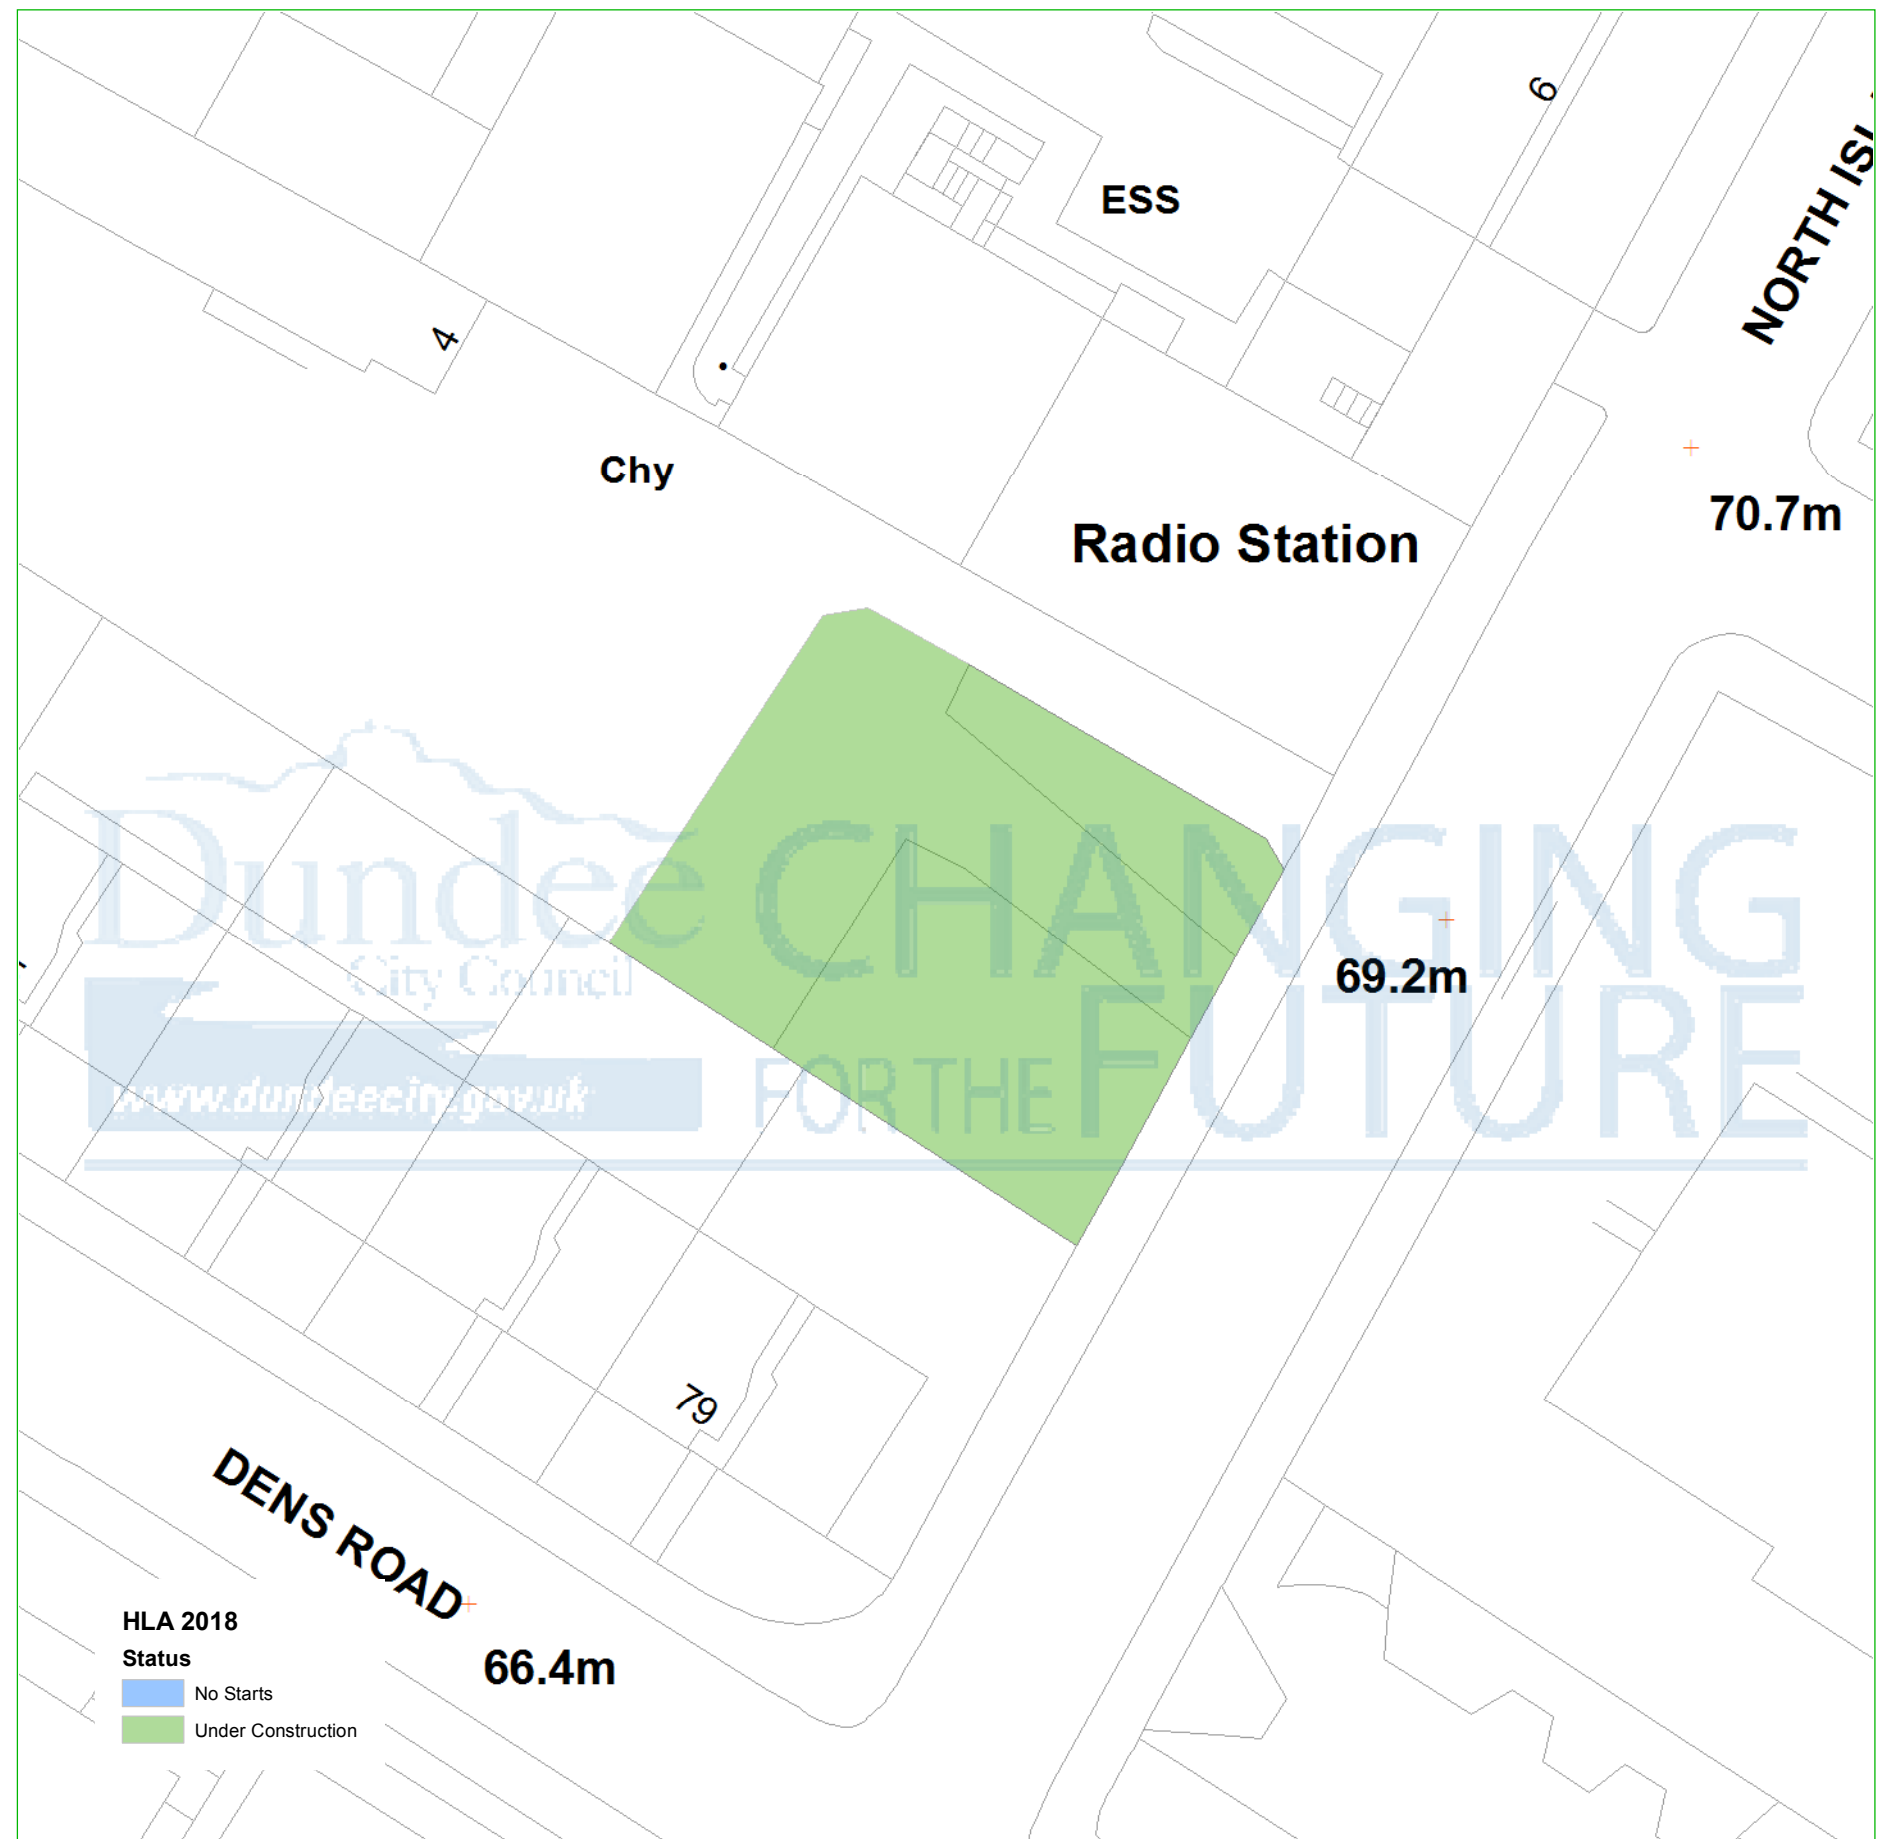 6
NORTH ISL
ESS
4
Chy
Radio Station
70.7m
Dundee
City Council
www.dundeecity.gov.uk
CHANGING
FOR THE FUTURE
69.2m
79
DENS ROAD
66.4m
HLA 2018
Status
No Starts
Under Construction